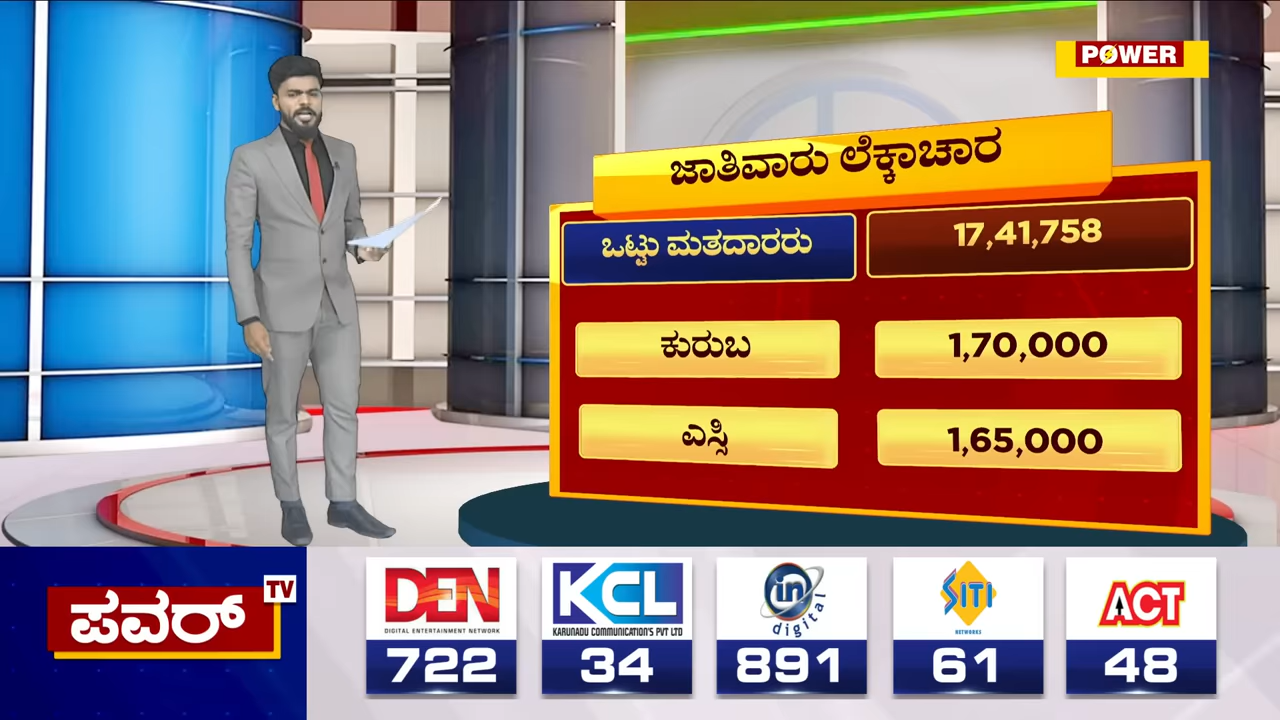 POWER
ಜಾತಿವಾರು ಲೆಕ್ಕಾಚಾರ
ಒಟ್ಟು ಮತದಾರರು 17,41,758
ಕುರುಬ 1,70,000
ಎಸ್ಸಿ 1,65,000
ಪವರ್ TV
DEN
DIGITAL ENTERTAINMENT NETWORK
722
KCL
KARUNADU COMMUNICATION'S PVT LTD
34
in digital
891
SITI
NETWORKS
61
ACT
48